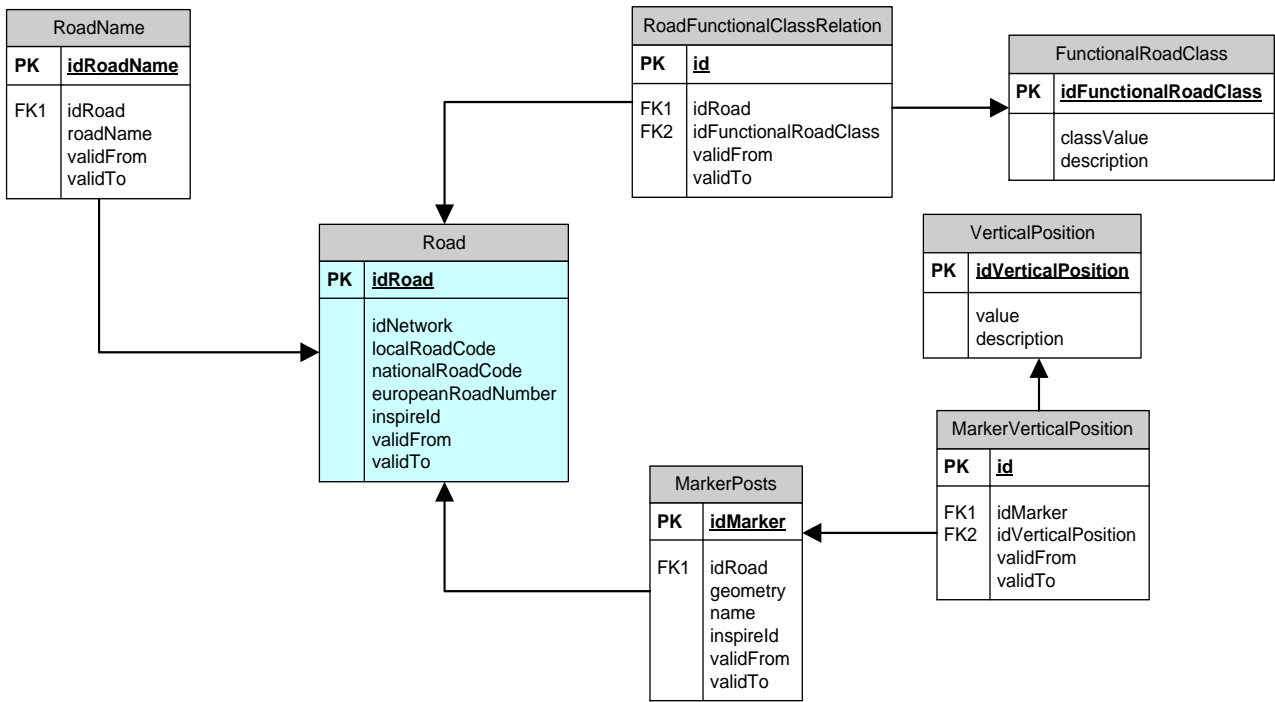 RoadName
PK idRoadName
FK1 idRoad
roadName
validFrom
validTo
RoadFunctionalClassRelation
PK id
FK1 idRoad
FK2 idFunctionalRoadClass
validFrom
validTo
FunctionalRoadClass
PK idFunctionalRoadClass
classValue
description
Road
PK idRoad
idNetwork
localRoadCode
nationalRoadCode
europeanRoadNumber
inspireId
validFrom
validTo
VerticalPosition
PK idVerticalPosition
value
description
MarkerVerticalPosition
PK id
FK1 idMarker
FK2 idVerticalPosition
validFrom
validTo
MarkerPosts
PK idMarker
FK1 idRoad
geometry
name
inspireId
validFrom
validTo